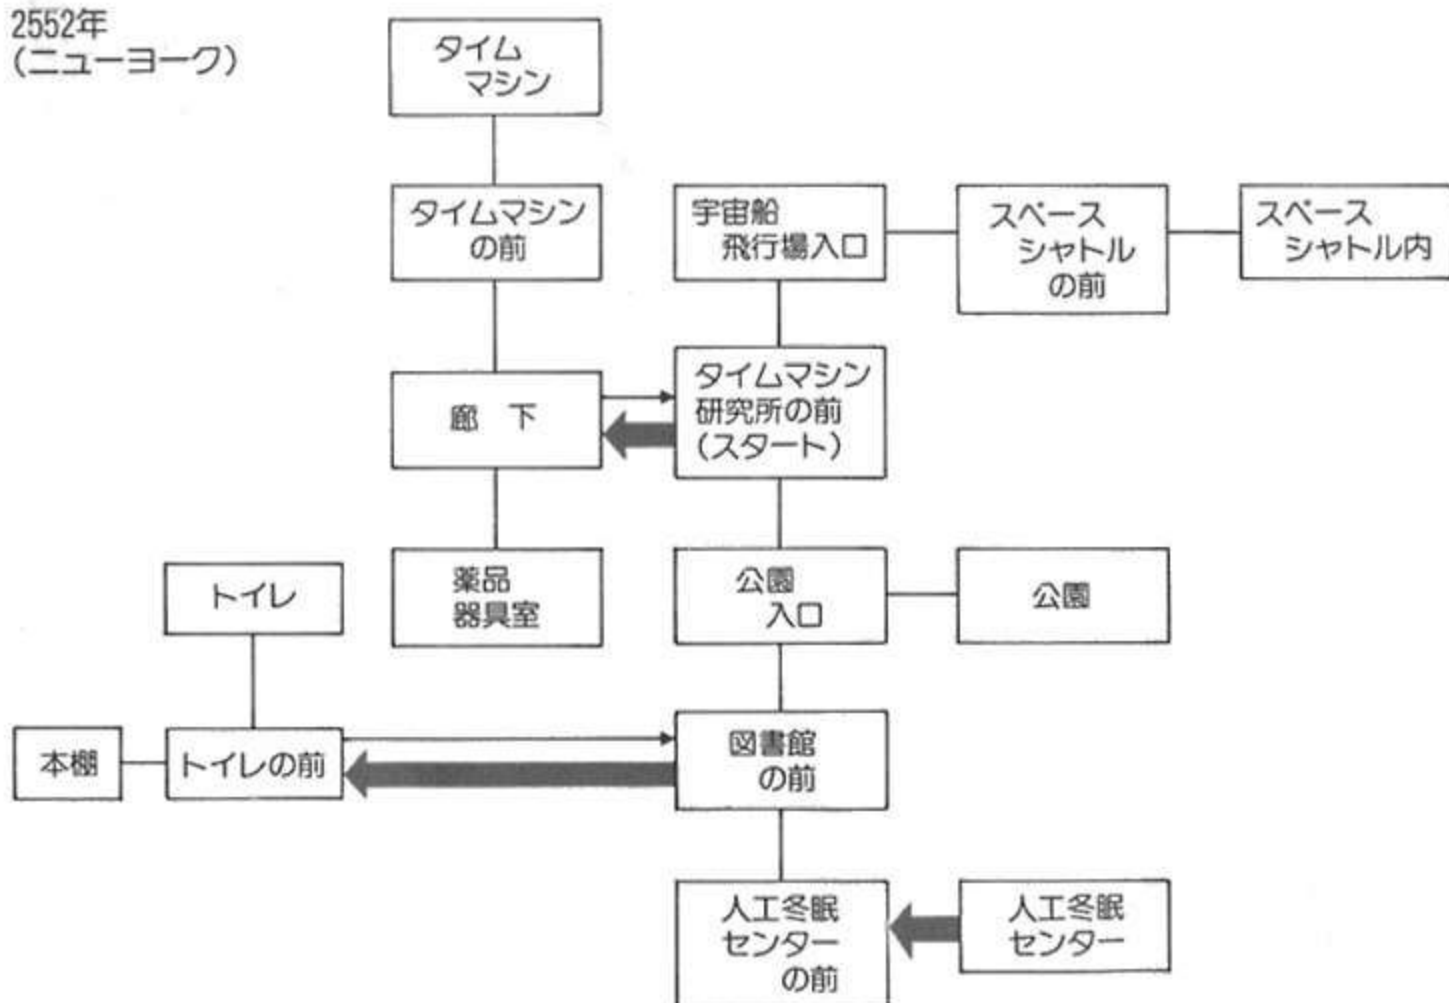 2552年
(ニューヨーク)
タイム
マシン
タイムマシン
の前
宇宙船
飛行場入口
スペース
シャトル
の前
スペース
シャトル内
廊 下
タイムマシン
研究所の前
(スタート)
トイレ
薬品
器具室
公園
入口
公園
本棚
トイレの前
図書館
の前
人工冬眠
センター
の前
人工冬眠
センター